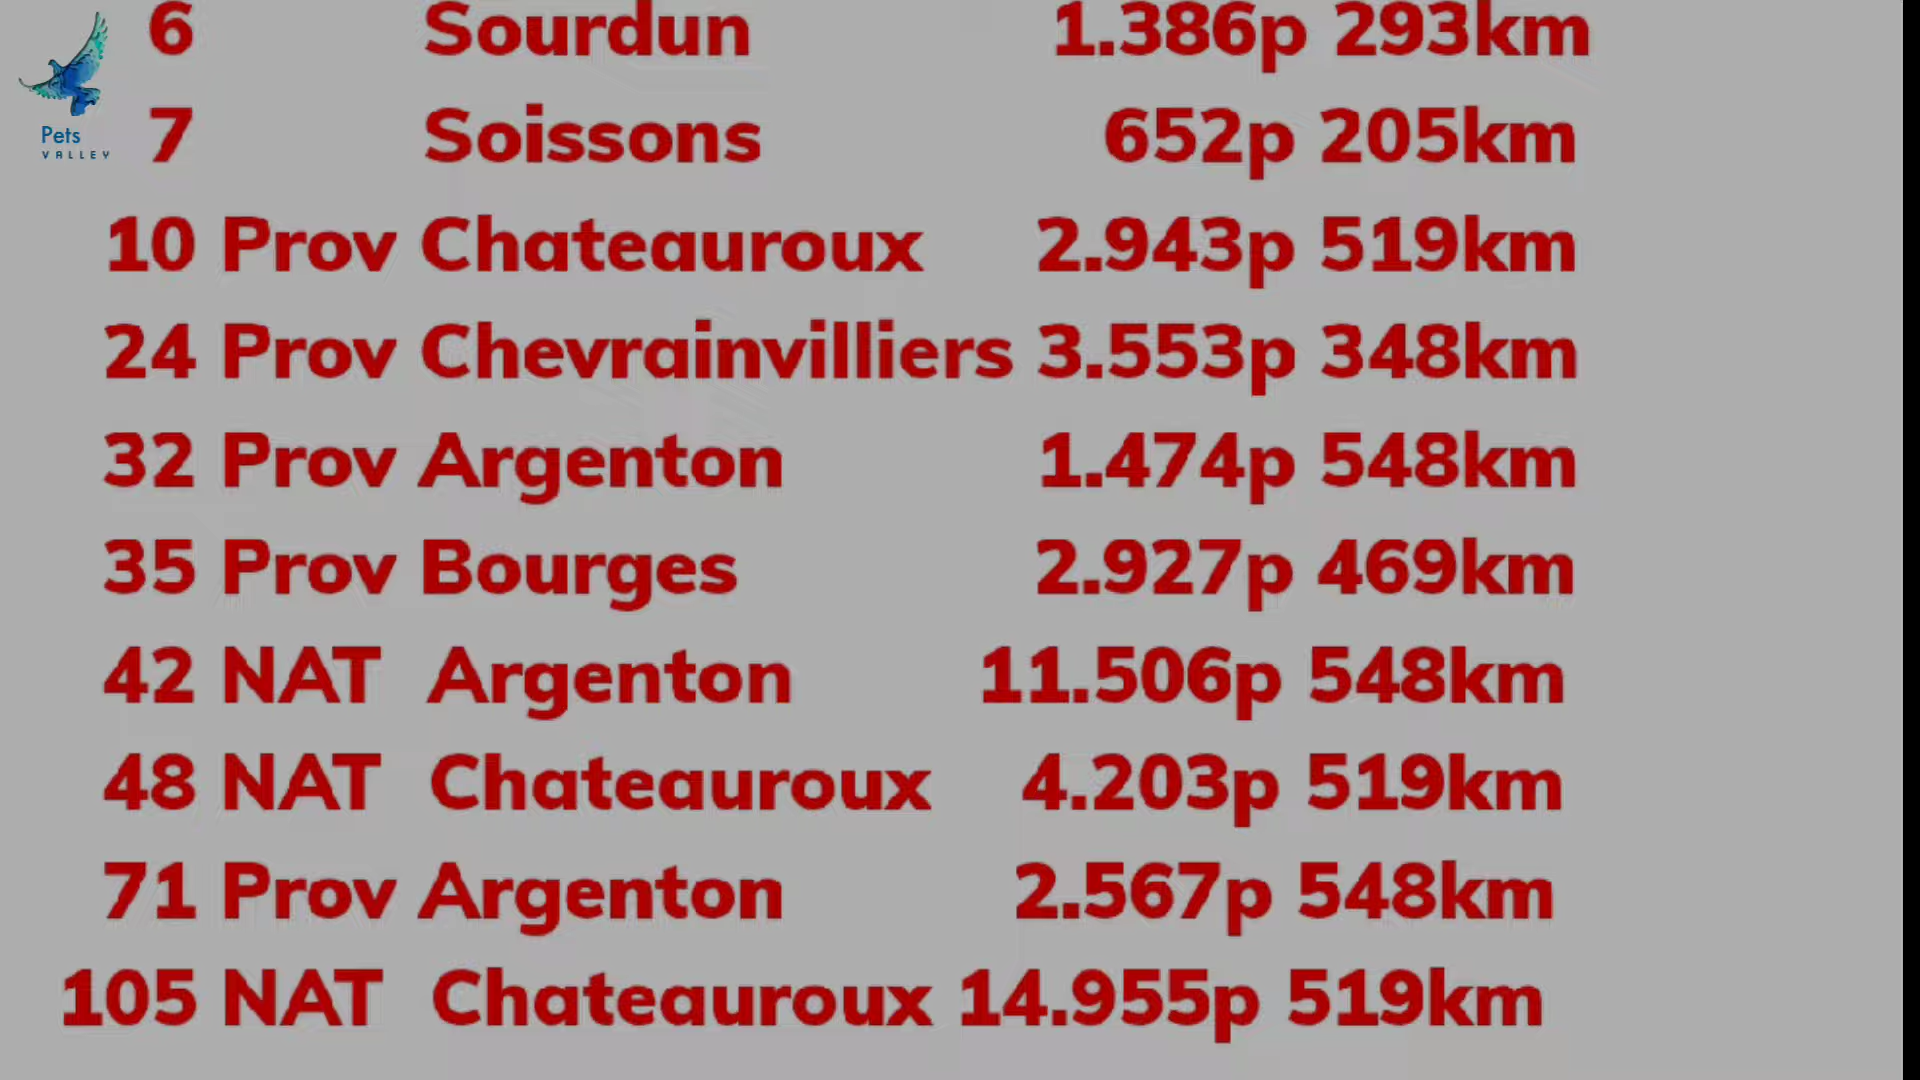 6 Sourdun 1.386p 293km
Pets
VALLEY
7 Soissons 652p 205km
10 Prov Chateauroux 2.943p 519km
24 Prov Chevrainvilliers 3.553p 348km
32 Prov Argenton 1.474p 548km
35 Prov Bourges 2.927p 469km
42 NAT Argenton 11.506p 548km
48 NAT Chateauroux 4.203p 519km
71 Prov Argenton 2.567p 548km
105 NAT Chateauroux 14.955p 519km